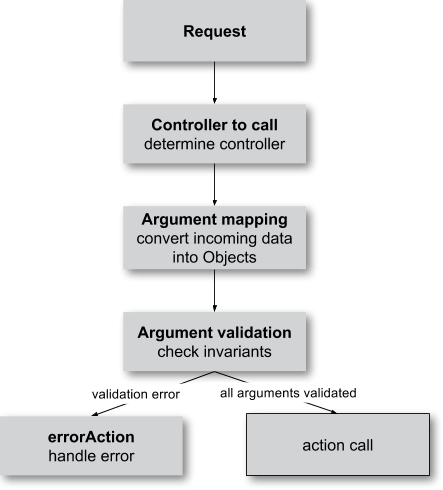 Request
Controller to call
determine controller
Argument mapping
convert incoming data
into Objects
Argument validation
check invariants
validation error
all arguments validated
errorAction
handle error
action call